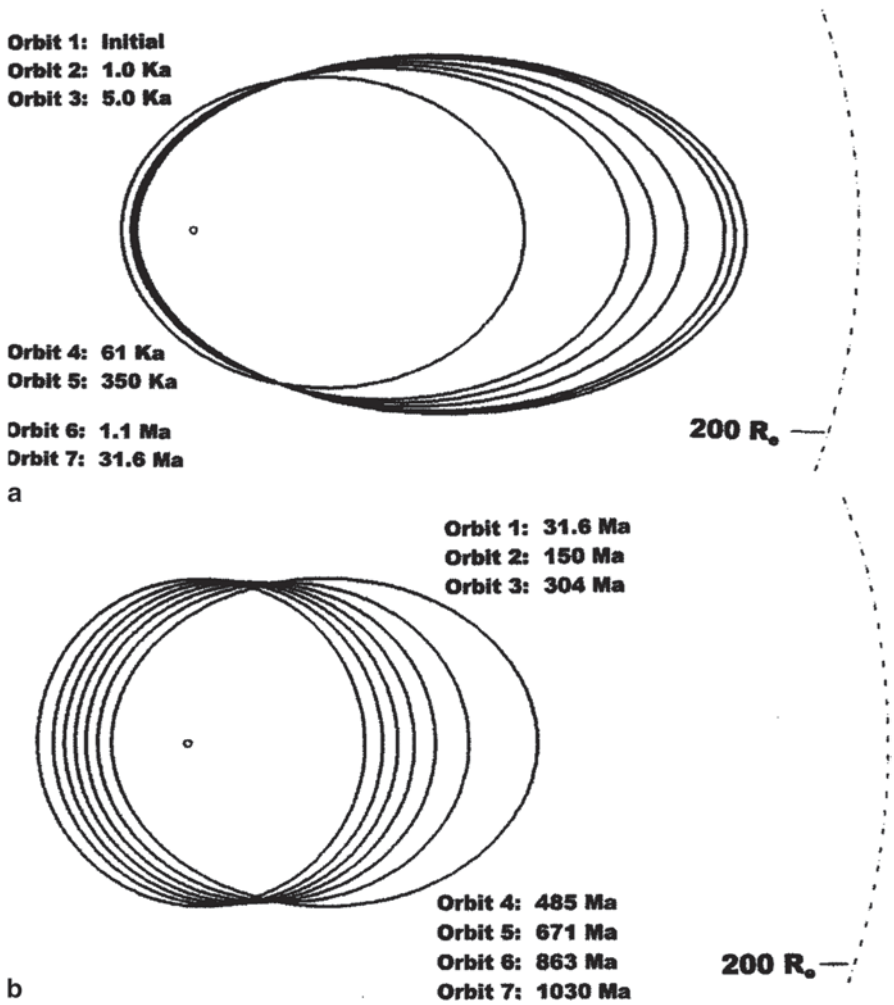 Orbit 1: Initial
Orbit 2: 1.0 Ka
Orbit 3: 5.0 Ka
Orbit 4: 61 Ka
Orbit 5: 350 Ka
Orbit 6: 1.1 Ma
Orbit 7: 31.6 Ma
200 Rₑ
a
Orbit 1: 31.6 Ma
Orbit 2: 150 Ma
Orbit 3: 304 Ma
Orbit 4: 485 Ma
Orbit 5: 671 Ma
Orbit 6: 863 Ma
Orbit 7: 1030 Ma
200 Rₑ
b